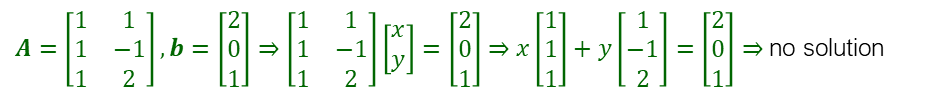 A = [1 1; 1 −1; 1 2], b = [2; 0; 1] ⇒ [1 1; 1 −1; 1 2] [x; y] = [2; 0; 1] ⇒ x [1; 1; 1] + y [1; −1; 2] = [2; 0; 1] ⇒ no solution